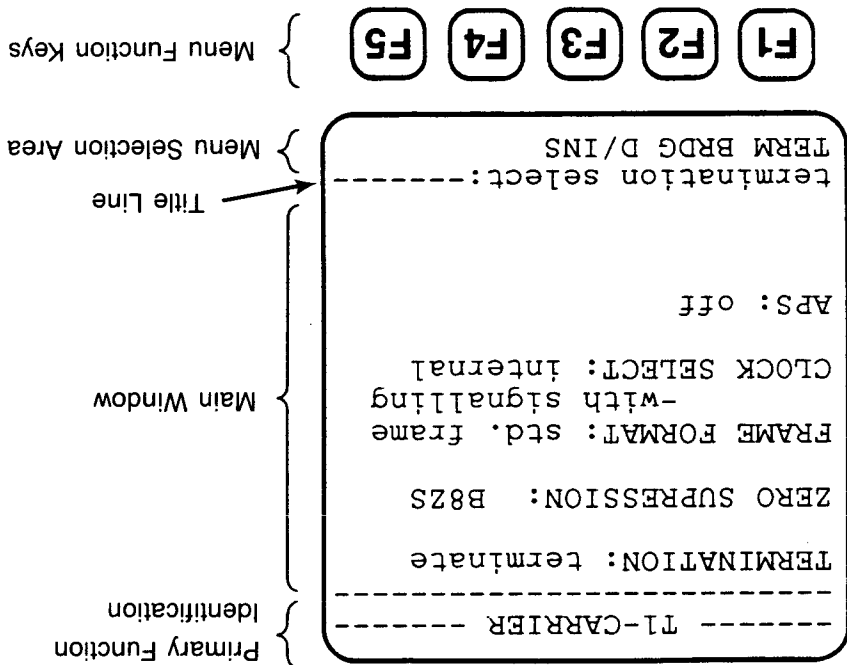 ------- T1-CARRIER -------
----------------------------
TERMINATION: terminate
ZERO SUPRESSION: B8ZS
FRAME FORMAT: std. frame
-with signalling
CLOCK SELECT: internal
APS: off
termination select:-------
TERM BRDG D/INS
F1 F2 F3 F4 F5
Primary Function
Identification
Main Window
Title Line
Menu Selection Area
Menu Function Keys